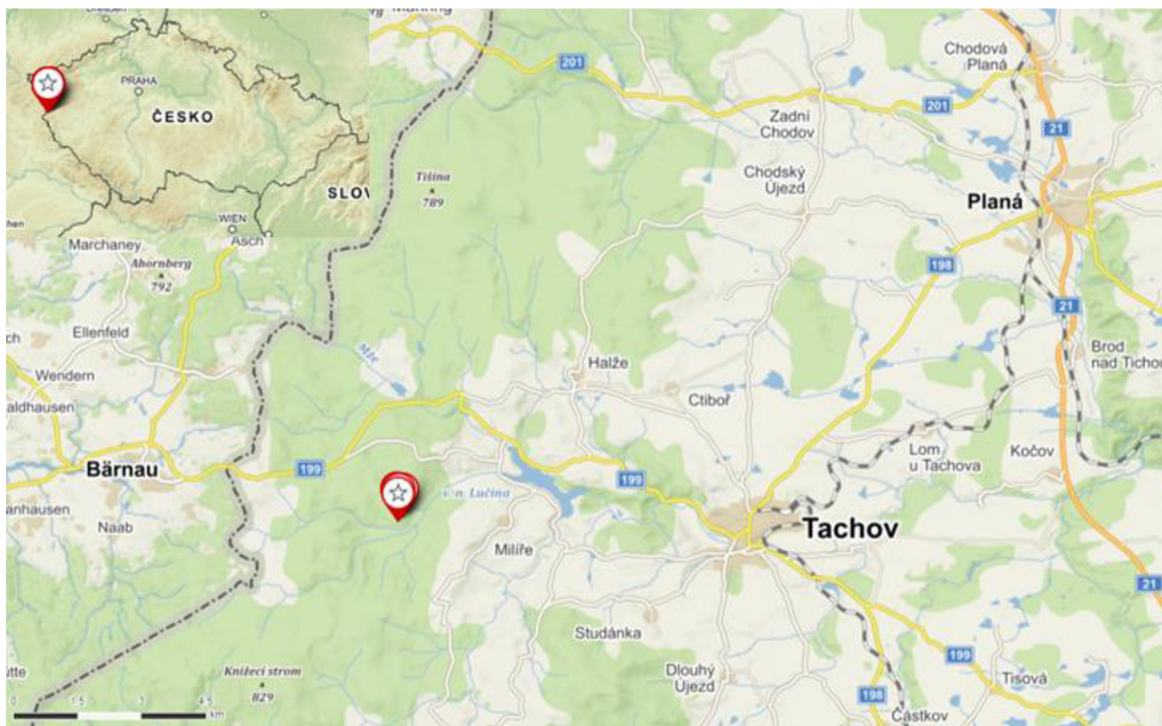 201
Chodová
Planá
PRAHA
ČESKO
201
Zadní
Chodov
21
Tišina
789
Chodský
Újezd
SLOV
WIEN
Planá
Asch
Marchaney
Ahornberg
792
198
21
Ellenfeld
Mže
Halže
Brod
nad Tichou
Wendern
Ctiboř
aldhausen
Lom
u Tachova
Kočov
Bärnau
199
199
v. n. Lučina
anhausen
Naab
Tachov
Milíře
21
Studánka
199
Knížecí strom
829
Dlouhý
Újezd
Tisová
198
Částkov
0 1.5 3 4.5 km